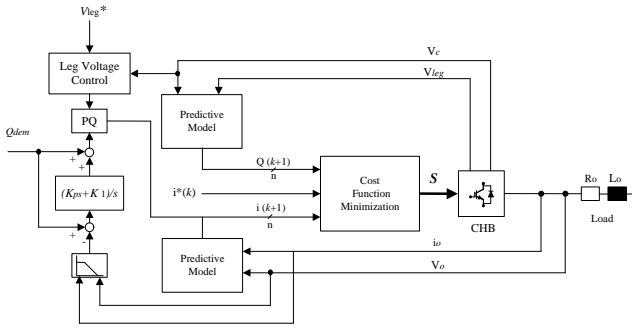 Vleg*
Leg Voltage
Control
PQ
Qdem
+
+
(Kps+K 1)/s
+
-
Vc
Vleg
Predictive
Model
Q (k+1)
n
i*(k)
i (k+1)
n
Predictive
Model
Cost
Function
Minimization
S
CHB
Ro
Lo
Load
io
Vo